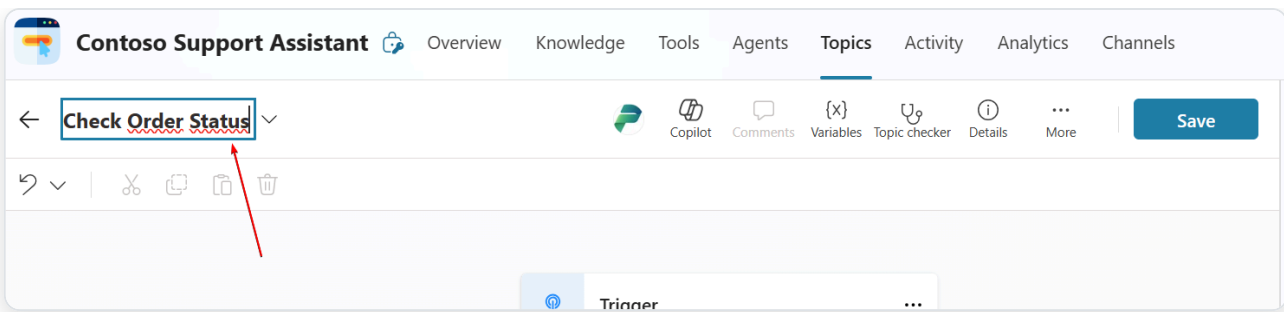 Contoso Support Assistant Overview Knowledge Tools Agents Topics Activity Analytics Channels
Check Order Status
Copilot Comments {x} Variables Topic checker Details More Save
Trigger